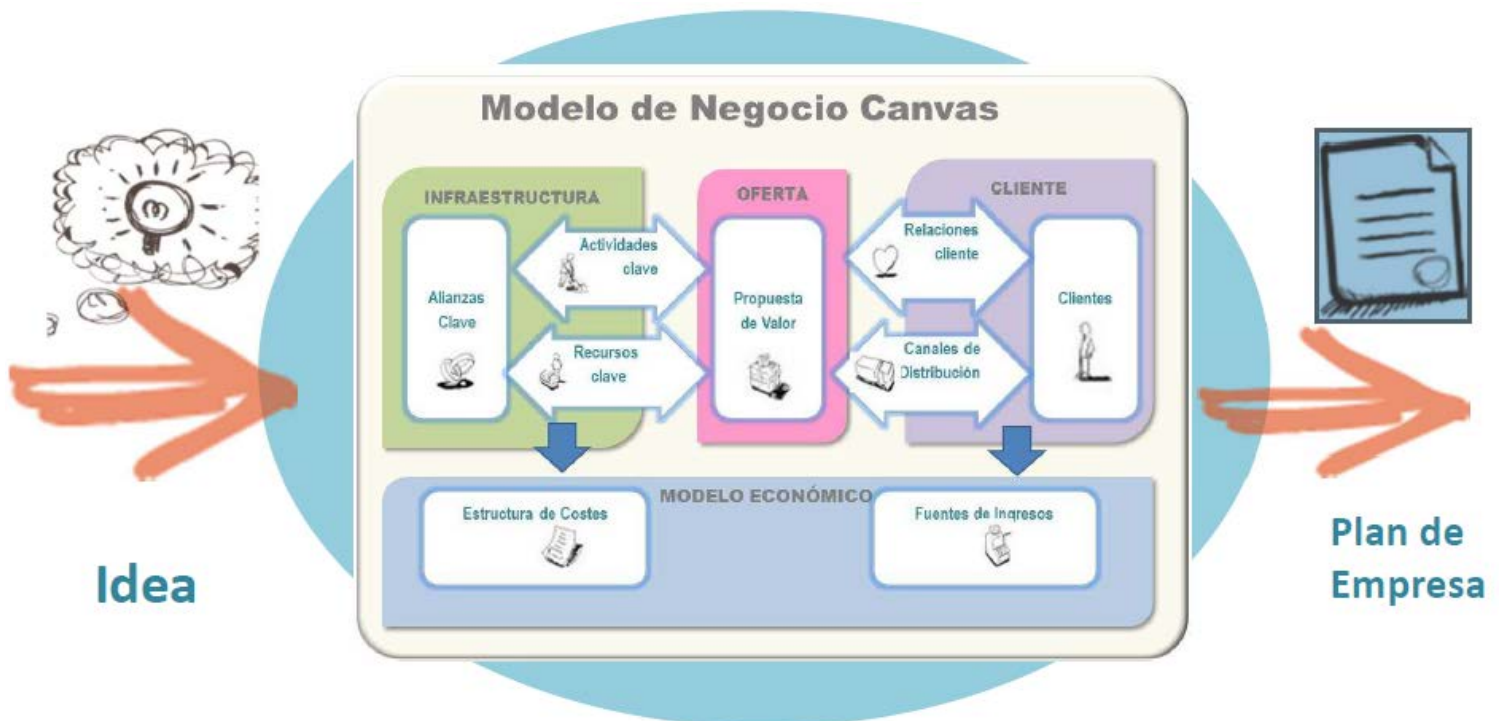 Modelo de Negocio Canvas
INFRAESTRUCTURA
OFERTA
CLIENTE
Alianzas
Clave
Actividades
clave
Recursos
clave
Propuesta
de Valor
Relaciones
cliente
Canales de
Distribución
Clientes
MODELO ECONÓMICO
Estructura de Costes
Fuentes de Ingresos
Idea
Plan de
Empresa